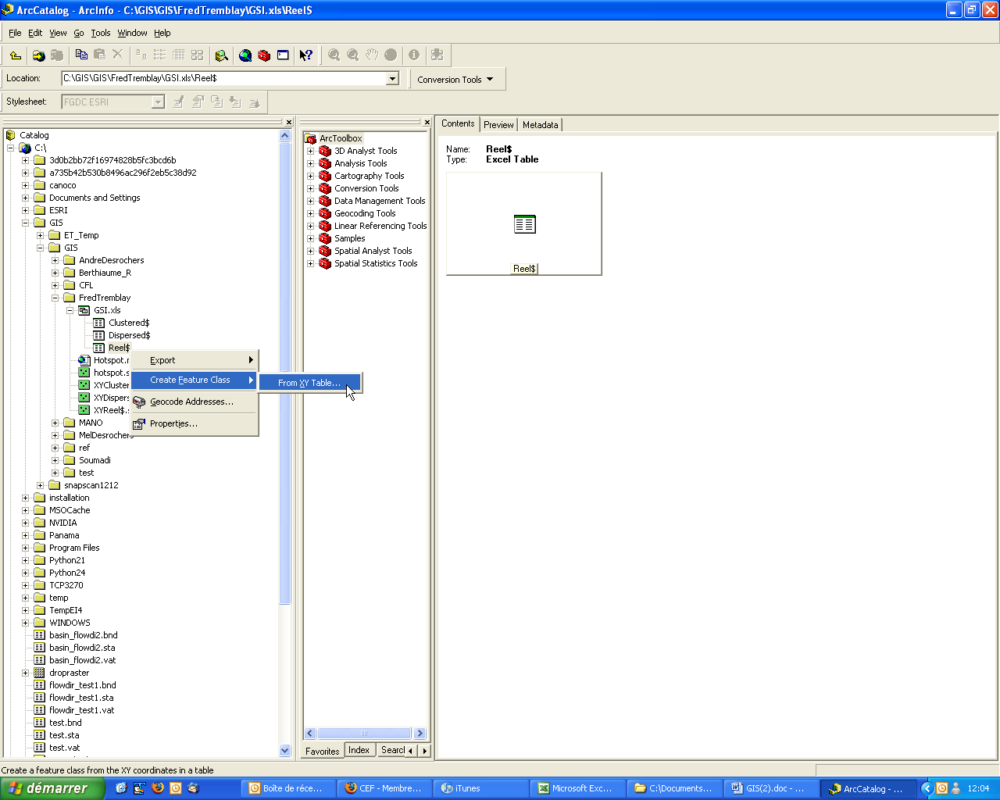 ArcCatalog - ArcInfo - C:\GIS\GIS\FredTremblay\GSI.xls\Reel$
File Edit View Go Tools Window Help
Location: C:\GIS\GIS\FredTremblay\GSI.xls\Reel$ Conversion Tools
Stylesheet: FGDC ESRI
Catalog
C:\
3d0b2bb72f16974828b5fc3bcd6b
a735b42b530b8496ac296f2eb5c38d92
canoco
Documents and Settings
ESRI
GIS
ET_Temp
GIS
AndreDesrochers
Berthiaume_R
CFL
FredTremblay
GSI.xls
Clustered$
Dispersed$
Reel$
Hotspot.
hotspot.s
XYCluster
XYDispers
XYReel$.
MANO
MelDesrochers
ref
Soumadi
test
snapscan1212
installation
MSOCache
NVIDIA
Panama
Program Files
Python21
Python24
TCP3270
temp
TempEI4
WINDOWS
basin_flowdi2.bnd
basin_flowdi2.sta
basin_flowdi2.vat
dropraster
flowdir_test1.bnd
flowdir_test1.sta
flowdir_test1.vat
test.bnd
test.sta
test.vat
Export
Create Feature Class
From XY Table...
Geocode Addresses...
Properties...
ArcToolbox
3D Analyst Tools
Analysis Tools
Cartography Tools
Conversion Tools
Data Management Tools
Geocoding Tools
Linear Referencing Tools
Samples
Spatial Analyst Tools
Spatial Statistics Tools
Favorites Index Search
Contents Preview Metadata
Name: Reel$
Type: Excel Table
Reel$
Create a feature class from the XY coordinates in a table
démarrer Boîte de réce... CEF - Membre... iTunes Microsoft Exc... C:\Documents... GIS(2).doc - ... ArcCatalog - ... 12:04